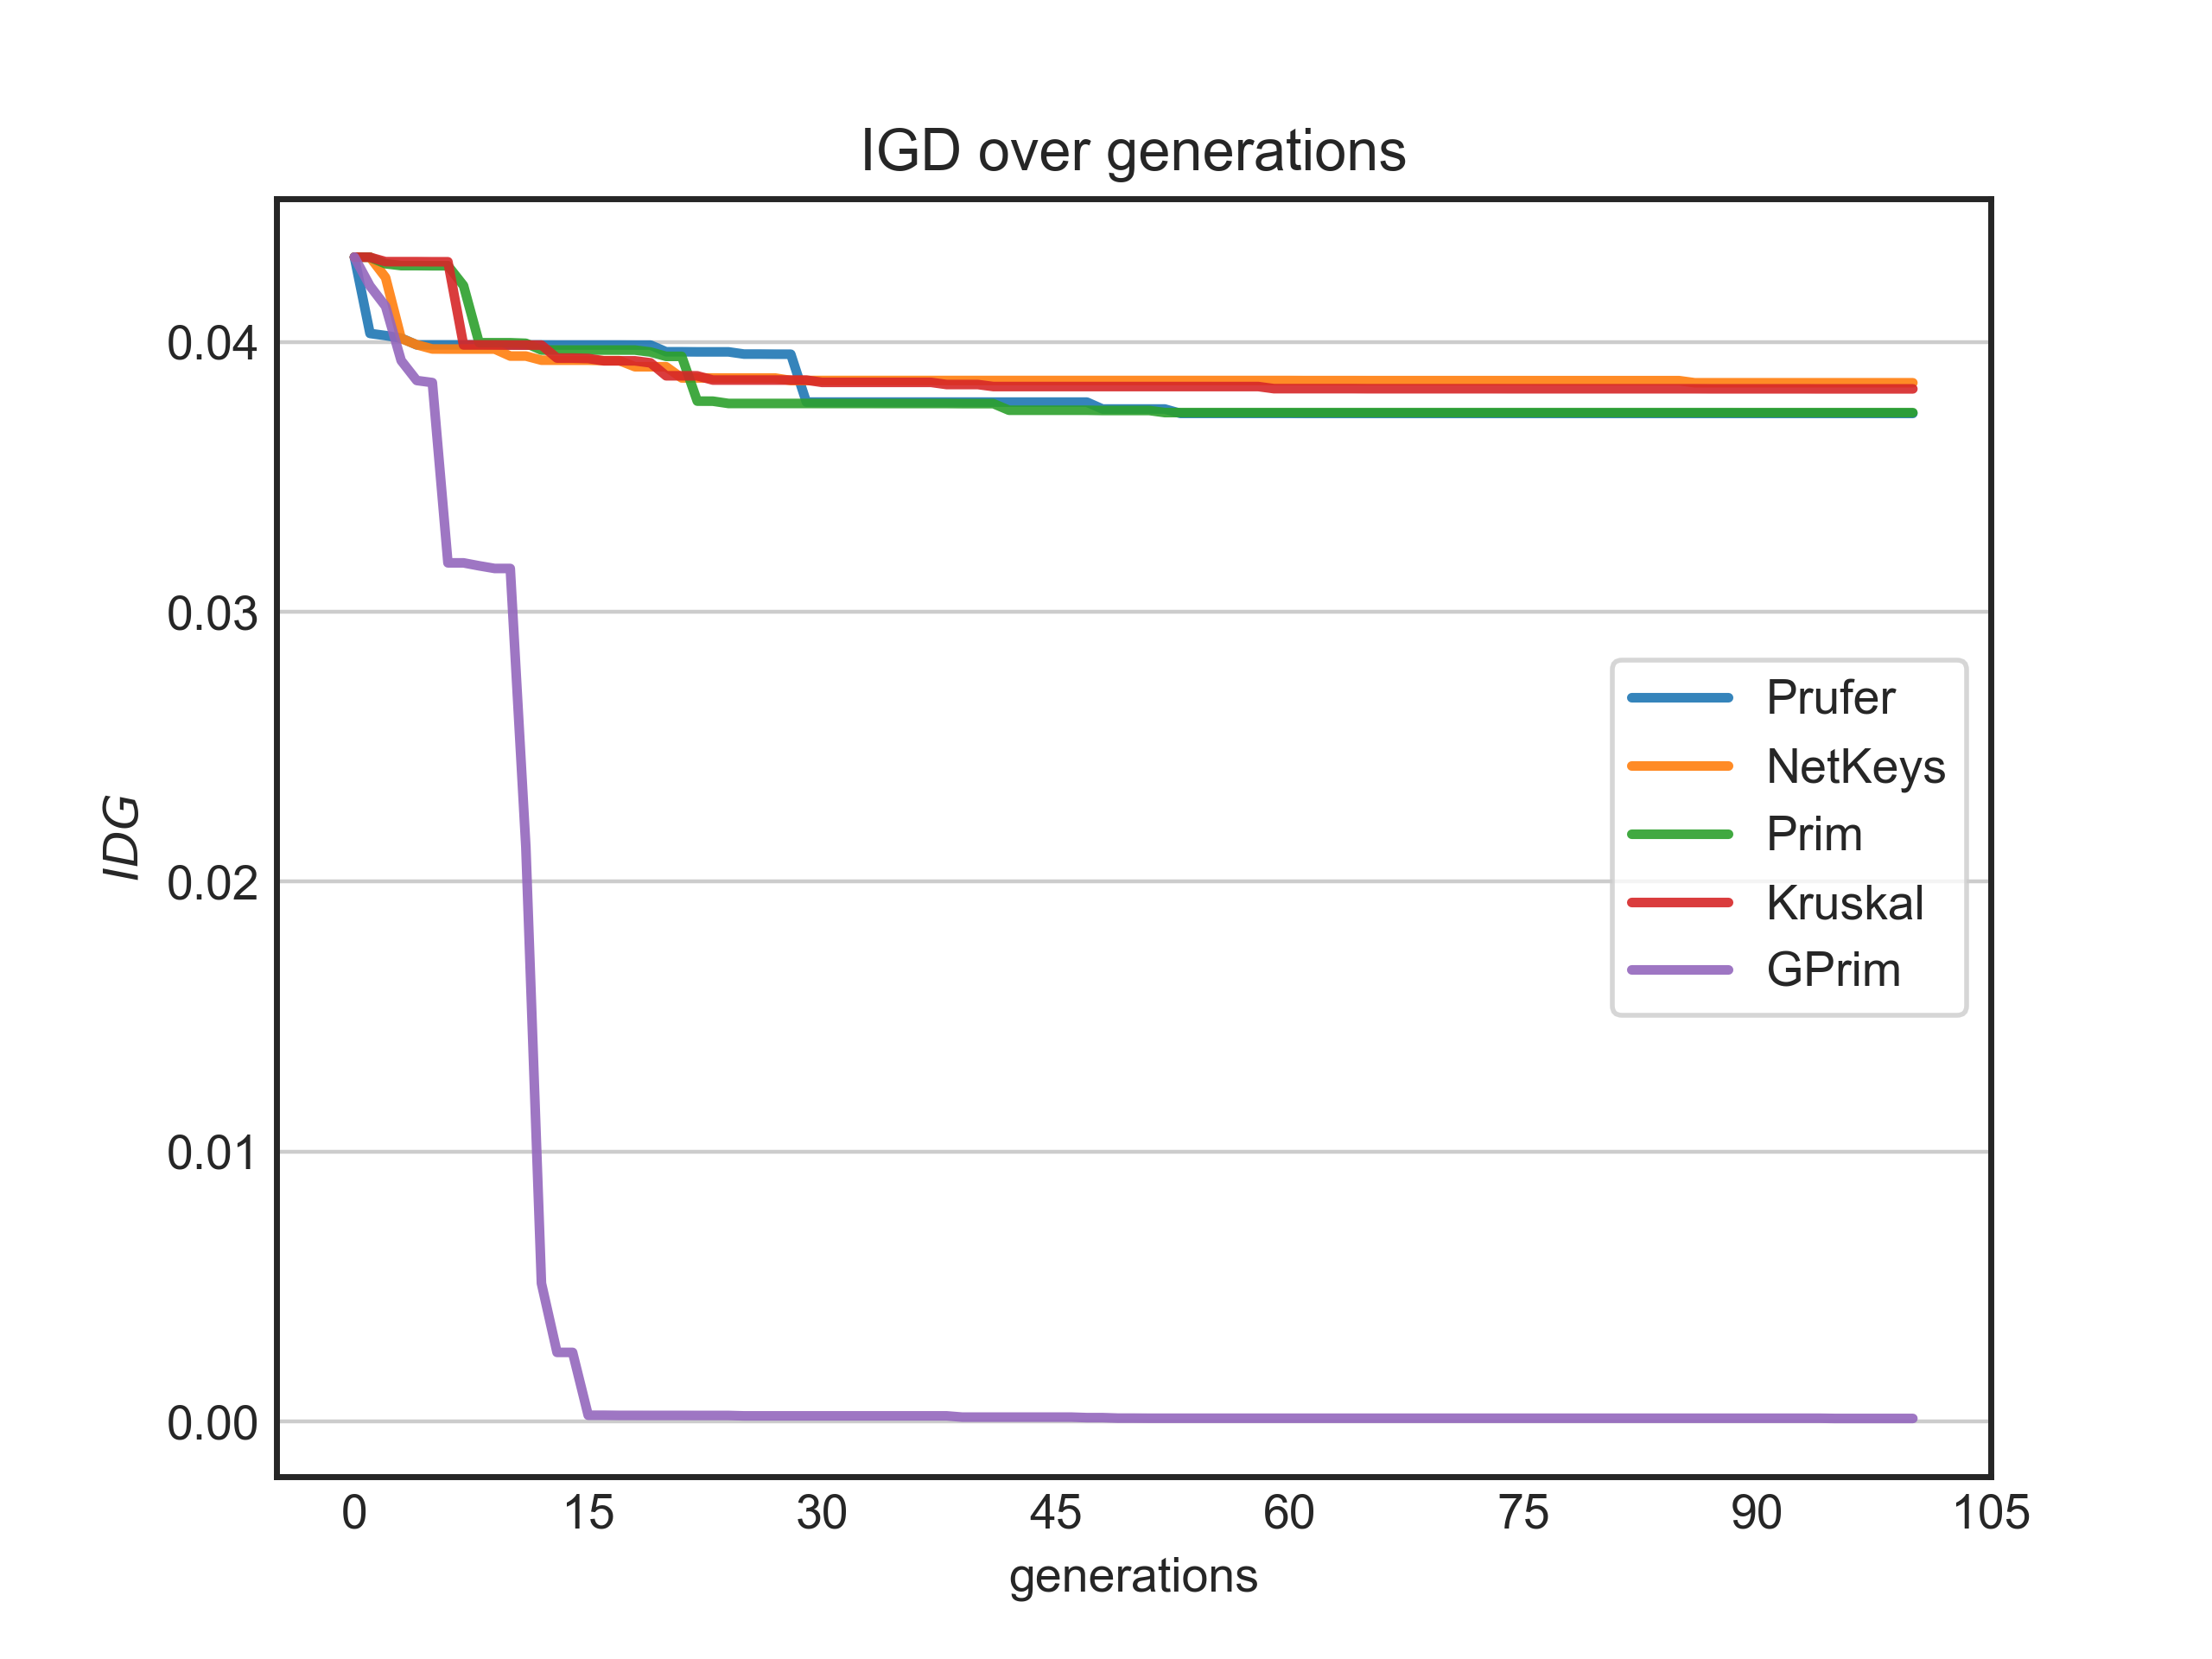 IGD over generations
IDG
0.04
0.03
0.02
0.01
0.00
Prufer
NetKeys
Prim
Kruskal
GPrim
0 15 30 45 60 75 90 105
generations